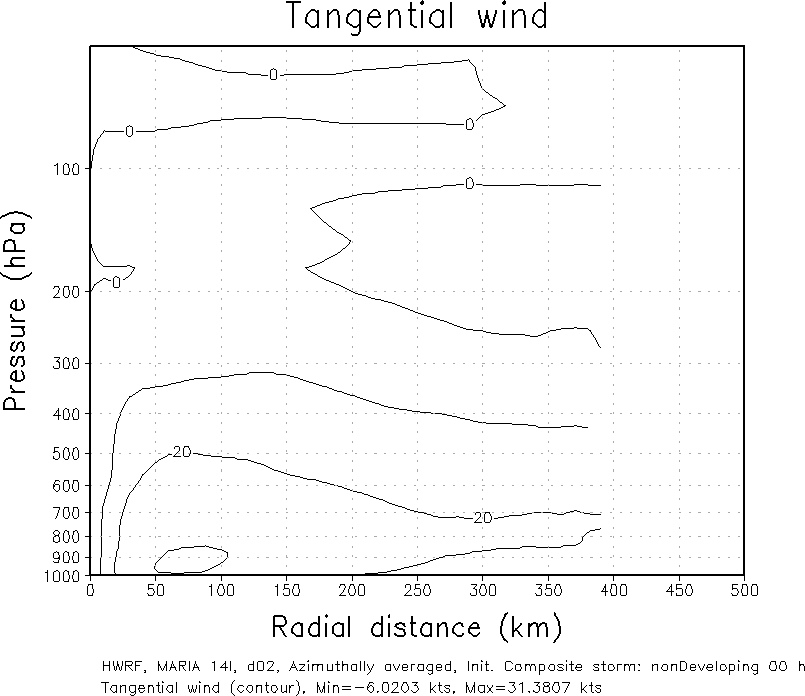 Tangential wind
0
0
0
100
0
0
200
300
400
20
500
600
20
700
800
900
1000
0 50 100 150 200 250 300 350 400 450 500
Pressure (hPa)
Radial distance (km)
HWRF, MARIA 14l, d02, Azimuthally averaged, Init. Composite storm: nonDeveloping 00 h
Tangential wind (contour), Min=−6.0203 kts, Max=31.3807 kts